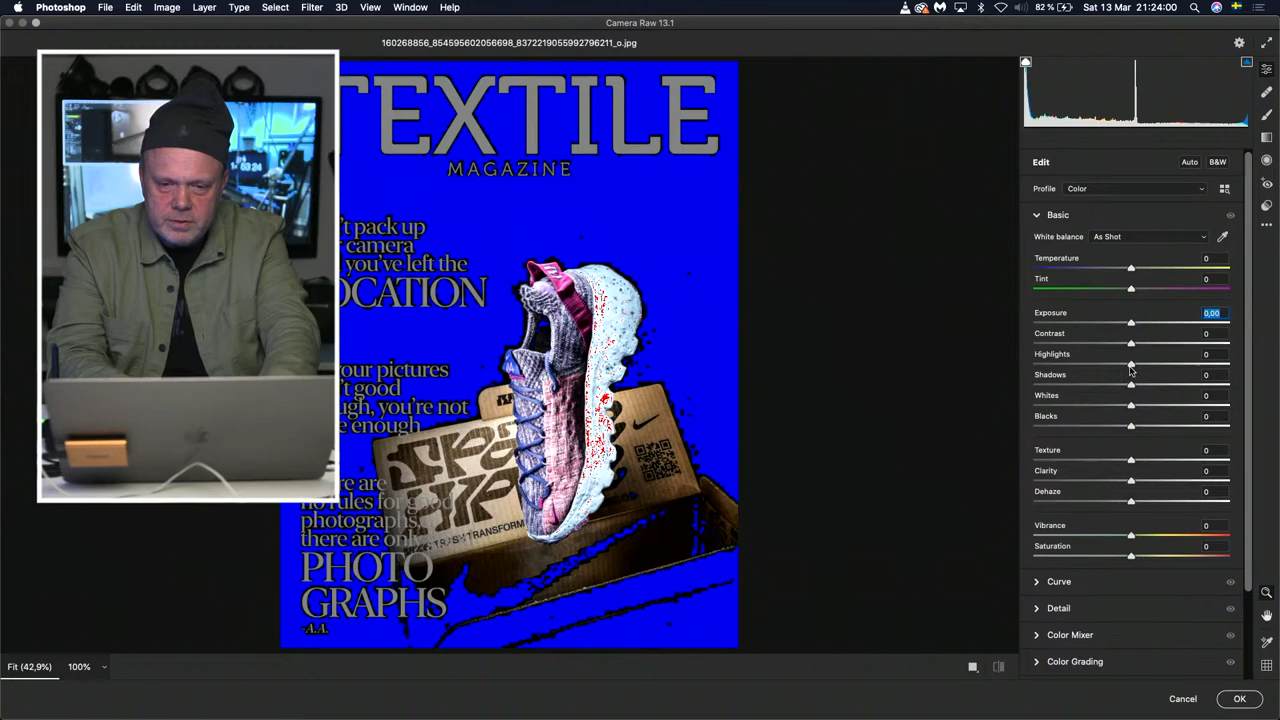 Photoshop File Edit Image Layer Type Select Filter 3D View Window Help 82 % Sat 13 Mar 21:24:00
Camera Raw 13.1
160268856_854595602056698_8372219055992796211_o.jpg
TEXTILE
MAGAZINE
't pack up
camera
you've left the
OCATION
our pictures
't good
ugh, you're not
e enough
ere are
no rules for good
photographs,
there are only
PHOTO
GRAPHS
-A.A.
TRASH TRANSFORM
Edit Auto B&W
Profile Color
Basic
White balance As Shot
Temperature 0
Tint 0
Exposure 0,00
Contrast 0
Highlights 0
Shadows 0
Whites 0
Blacks 0
Texture 0
Clarity 0
Dehaze 0
Vibrance 0
Saturation 0
Curve
Detail
Color Mixer
Color Grading
Fit (42,9%) 100%
Cancel OK